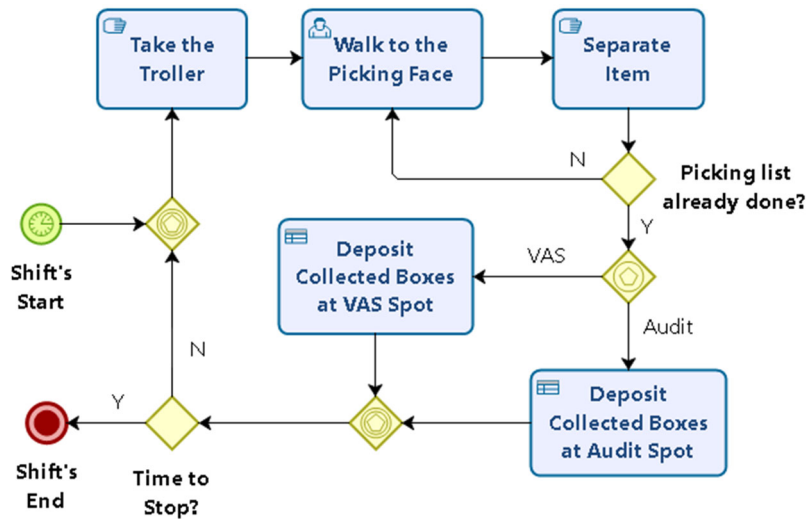 Take the
Troller
Walk to the
Picking Face
Separate
Item
N
Picking list
already done?
Y
Shift's
Start
Deposit
Collected Boxes
at VAS Spot
VAS
Audit
N
Deposit
Collected Boxes
at Audit Spot
Y
Shift's
End
Time to
Stop?